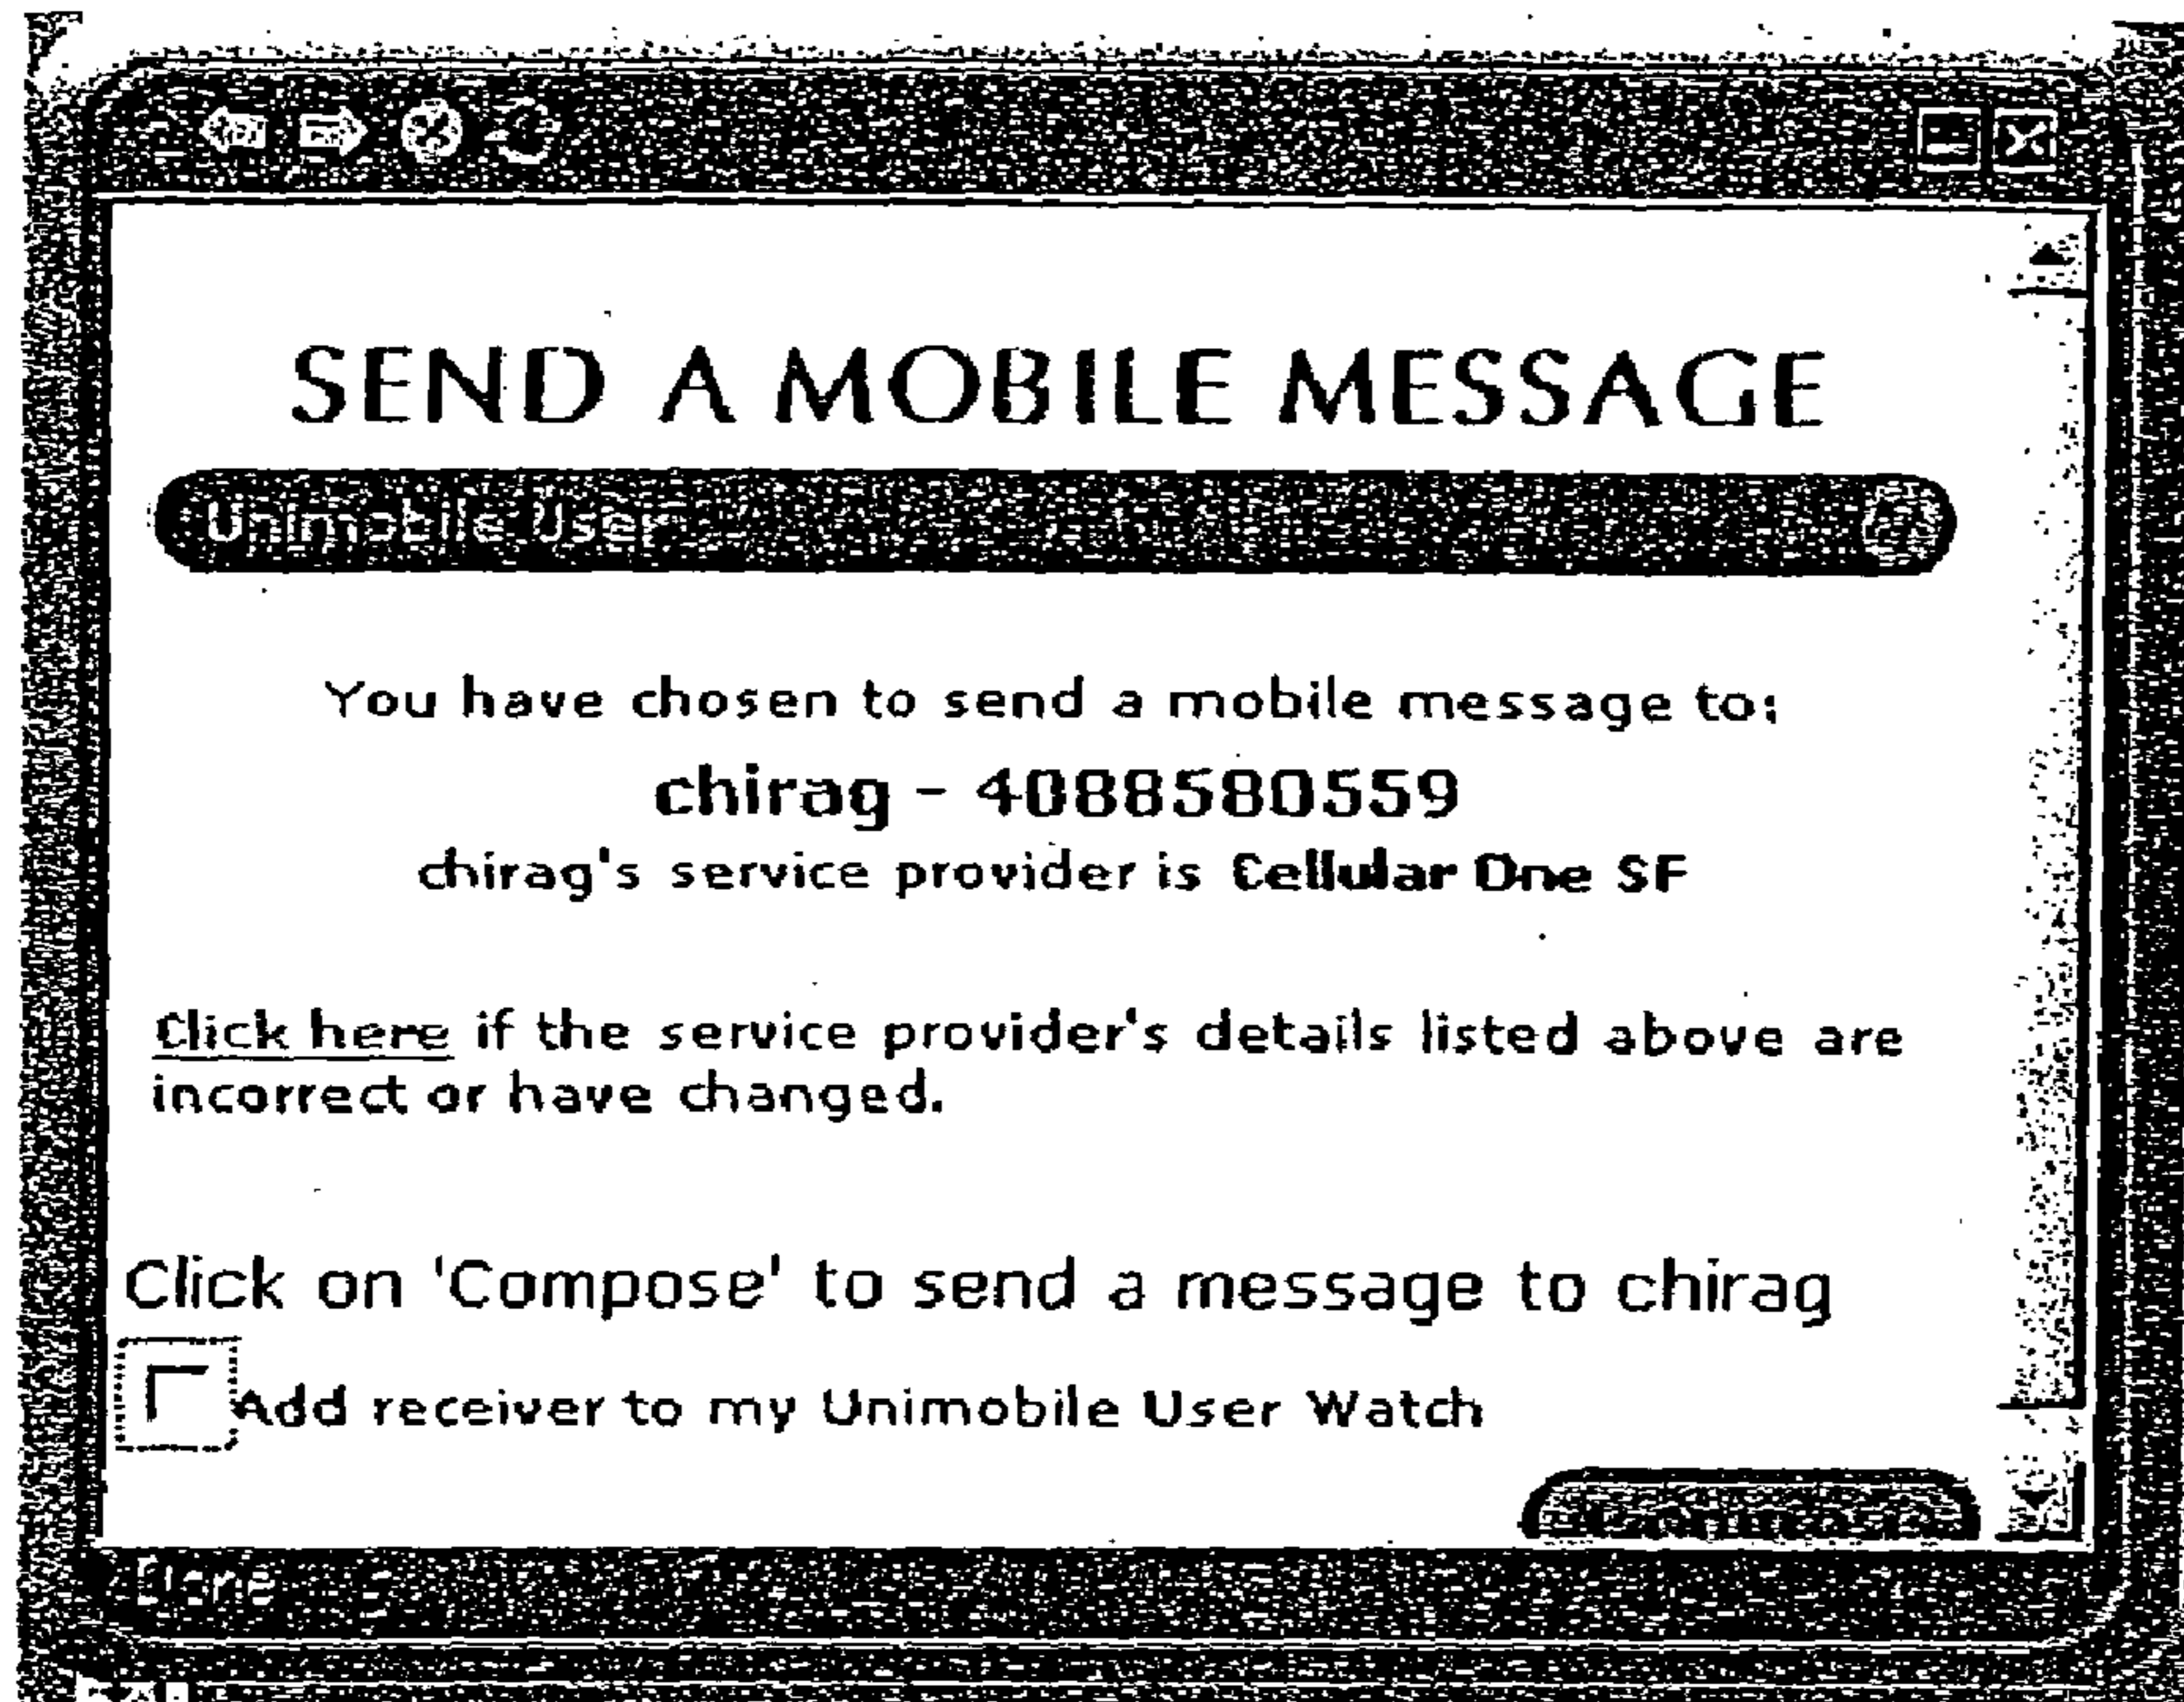 SEND A MOBILE MESSAGE
Unimobile User
You have chosen to send a mobile message to:
chirag - 4088580559
chirag's service provider is Cellular One SF
Click here if the service provider's details listed above are
incorrect or have changed.
Click on 'Compose' to send a message to chirag
Add receiver to my Unimobile User Watch
Done